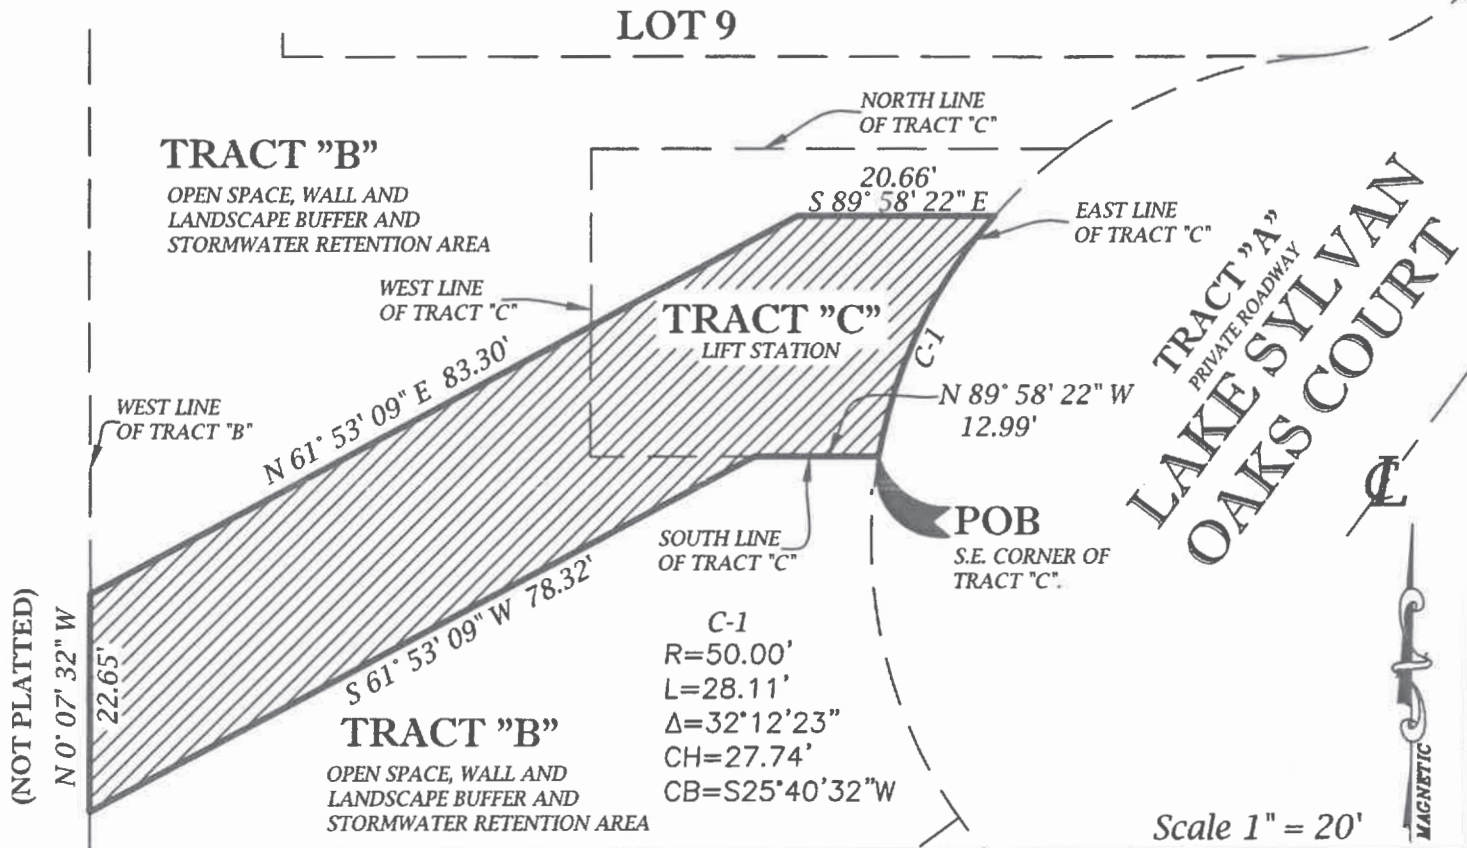 LOT 9
NORTH LINE
OF TRACT "C"
TRACT "B"
OPEN SPACE, WALL AND
LANDSCAPE BUFFER AND
STORMWATER RETENTION AREA
20.66'
S 89° 58' 22" E
EAST LINE
OF TRACT "C"
TRACT "A"
PRIVATE ROADWAY
LAKE SYLVAN
OAKS COURT
WEST LINE
OF TRACT "C"
TRACT "C"
LIFT STATION
C-1
N 89° 58' 22" W
12.99'
N 61° 53' 09" E 83.30'
WEST LINE
OF TRACT "B"
CL
POB
S.E. CORNER OF
TRACT "C".
SOUTH LINE
OF TRACT "C"
S 61° 53' 09" W 78.32'
(NOT PLATTED)
N 0° 07' 32" W
22.65'
C-1
R=50.00'
L=28.11'
Δ=32°12'23"
CH=27.74'
CB=S25°40'32"W
TRACT "B"
OPEN SPACE, WALL AND
LANDSCAPE BUFFER AND
STORMWATER RETENTION AREA
MAGNETIC
Scale 1" = 20'